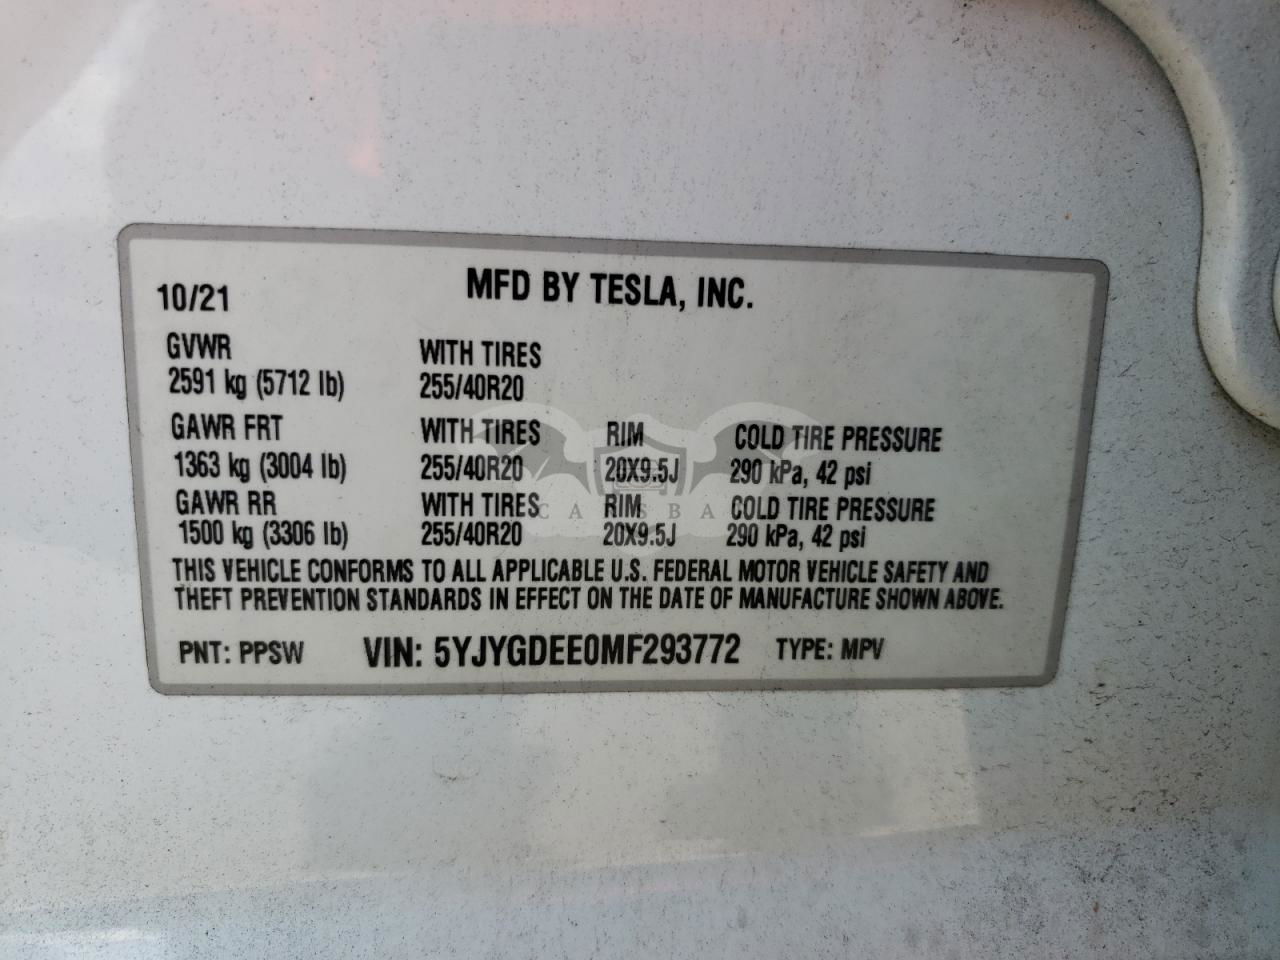 10/21 MFD BY TESLA, INC.
GVWR WITH TIRES
2591 kg (5712 lb) 255/40R20
GAWR FRT WITH TIRES RIM COLD TIRE PRESSURE
1363 kg (3004 lb) 255/40R20 20X9.5J 290 kPa, 42 psi
GAWR RR WITH TIRES RIM COLD TIRE PRESSURE
1500 kg (3306 lb) 255/40R20 20X9.5J 290 kPa, 42 psi
THIS VEHICLE CONFORMS TO ALL APPLICABLE U.S. FEDERAL MOTOR VEHICLE SAFETY AND
THEFT PREVENTION STANDARDS IN EFFECT ON THE DATE OF MANUFACTURE SHOWN ABOVE.
PNT: PPSW VIN: 5YJYGDEE0MF293772 TYPE: MPV